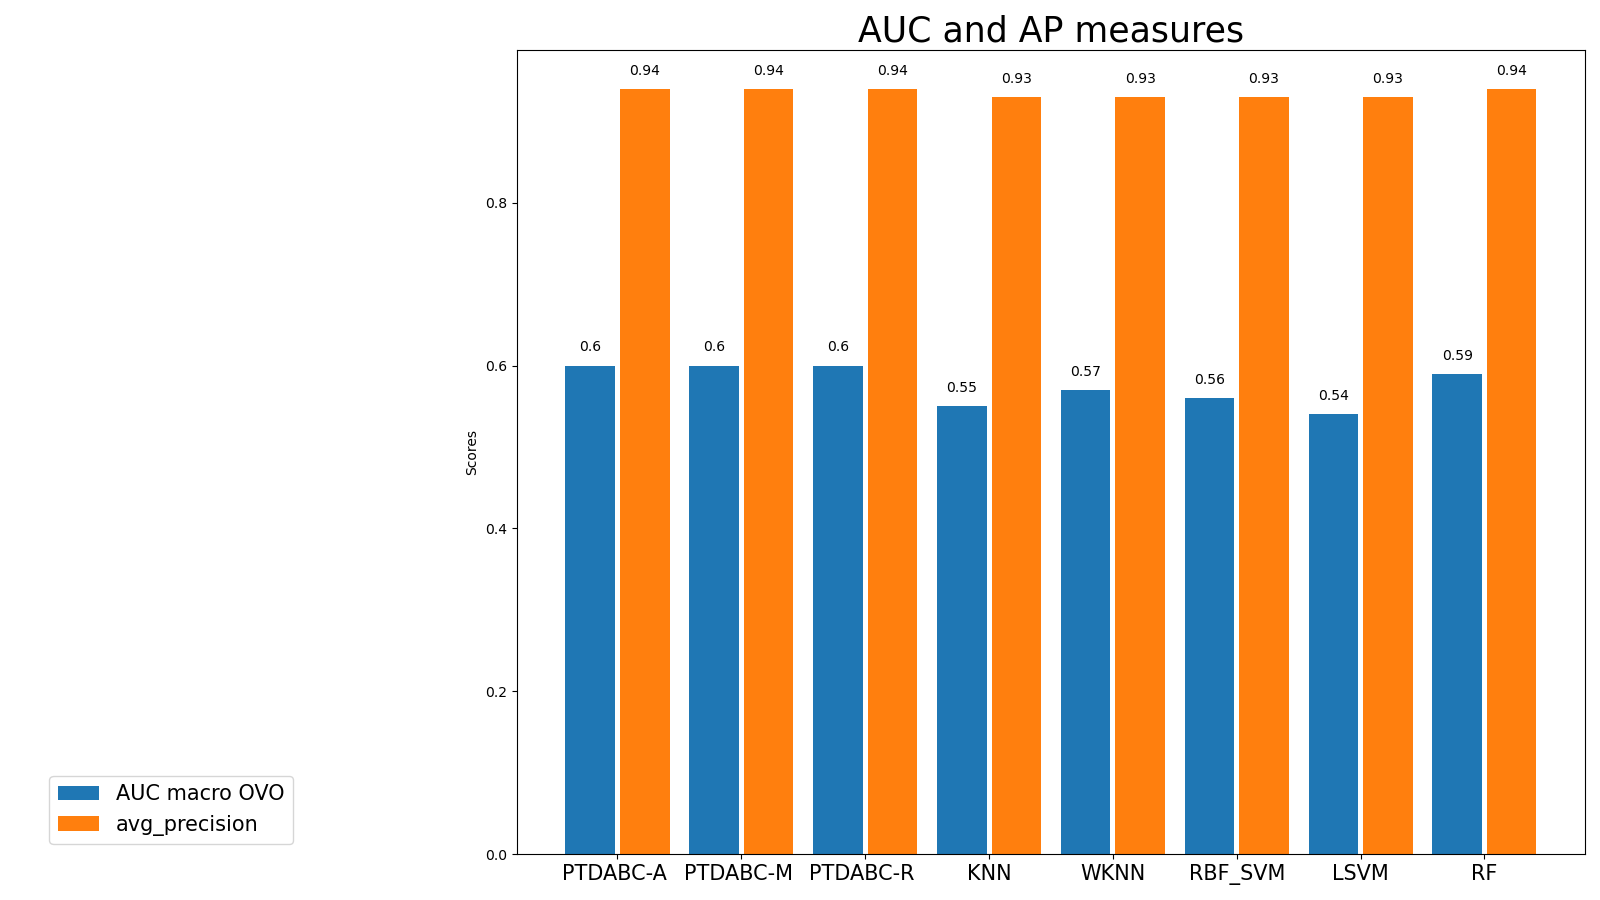 AUC and AP measures
0.94 0.94 0.94 0.93 0.93 0.93 0.93 0.94
0.8
0.6 0.6 0.6 0.55 0.57 0.56 0.54 0.59
0.6
Scores
0.4
0.2
0.0
AUC macro OVO
avg_precision
PTDABC-A PTDABC-M PTDABC-R KNN WKNN RBF_SVM LSVM RF